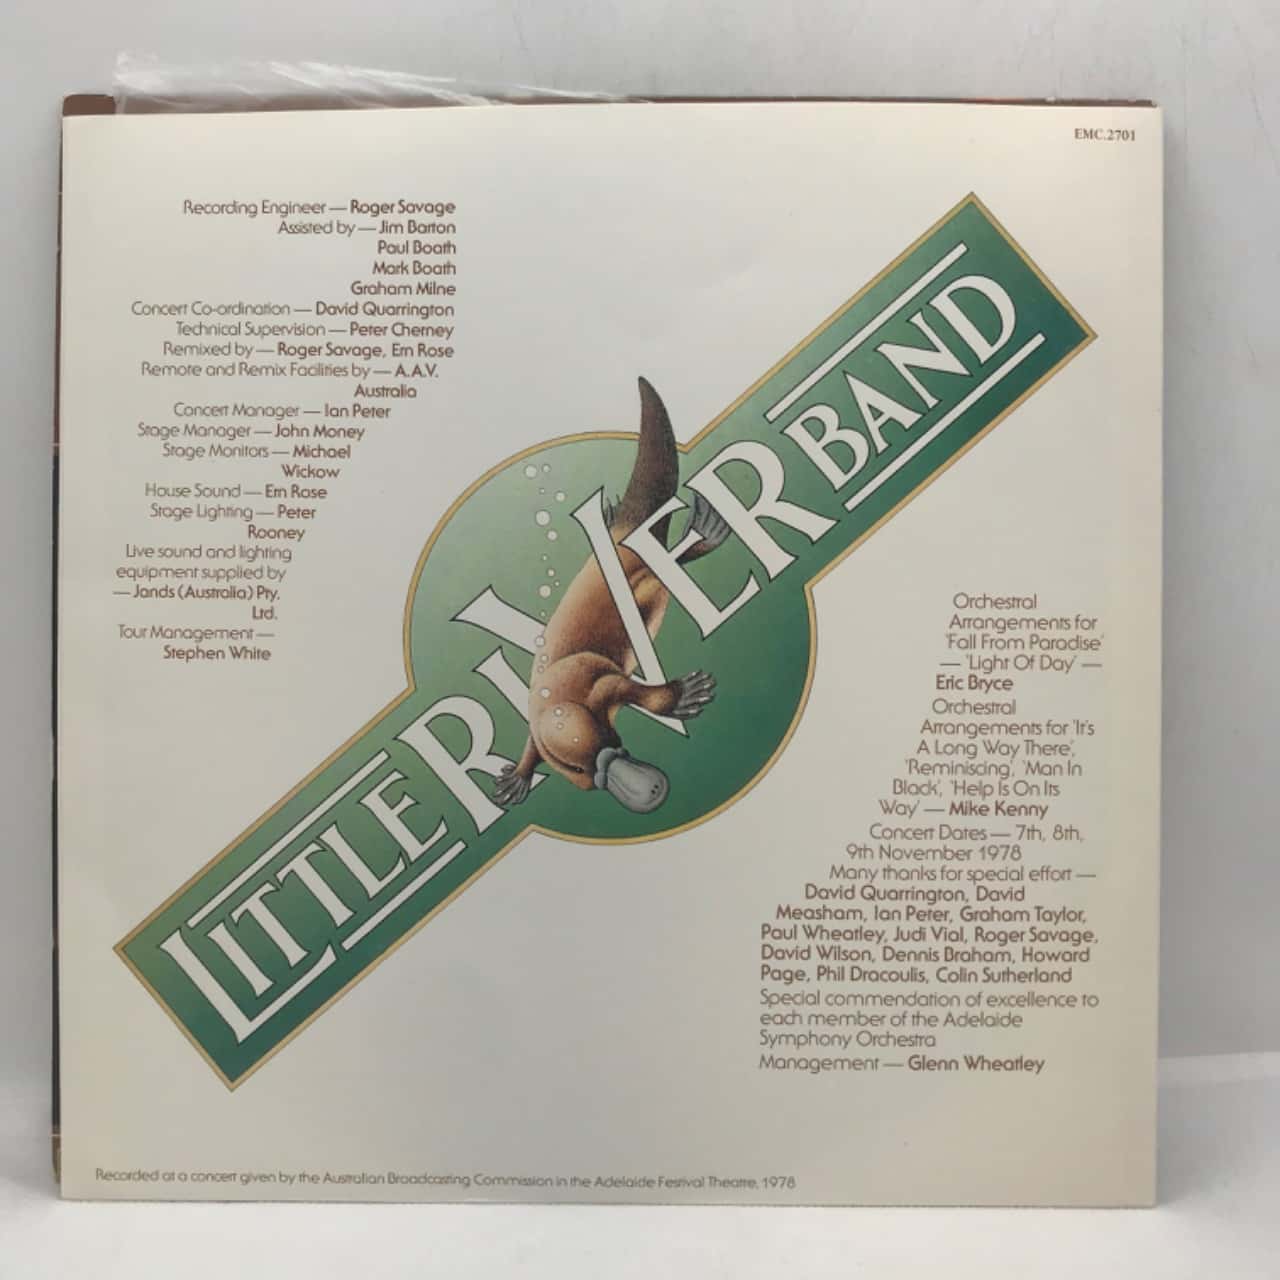 EMC.2701
Recording Engineer — Roger Savage
Assisted by — Jim Barton
Paul Boath
Mark Boath
Graham Milne
Concert Co-ordination — David Quarrington
Technical Supervision — Peter Cherney
Remixed by — Roger Savage, Ern Rose
Remote and Remix Facilities by — A.A.V.
Australia
Concert Manager — Ian Peter
Stage Manager — John Money
Stage Monitors — Michael
Wickow
House Sound — Ern Rose
Stage Lighting — Peter
Rooney
Live sound and lighting
equipment supplied by
— Jands (Australia) Pty.
Ltd.
Tour Management —
Stephen White
LITTLE RIVER BAND
Orchestral
Arrangements for
'Fall From Paradise'
— 'Light Of Day' —
Eric Bryce
Orchestral
Arrangements for 'It's
A Long Way There',
'Reminiscing', 'Man In
Black', 'Help Is On Its
Way' — Mike Kenny
Concert Dates — 7th, 8th,
9th November 1978
Many thanks for special effort —
David Quarrington, David
Measham, Ian Peter, Graham Taylor,
Paul Wheatley, Judi Vial, Roger Savage,
David Wilson, Dennis Braham, Howard
Page, Phil Dracoulis, Colin Sutherland
Special commendation of excellence to
each member of the Adelaide
Symphony Orchestra
Management — Glenn Wheatley
Recorded at a concert given by the Australian Broadcasting Commission in the Adelaide Festival Theatre, 1978